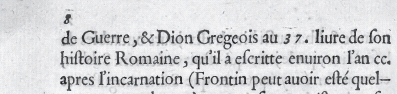 8
de Guerre, & Dion Gregeois au 37. liure de ſon
hiſtoire Romaine, qu'il a eſcritte enuiron l'an cc.
apres l'incarnation (Frontin peut auoir eſté quel-